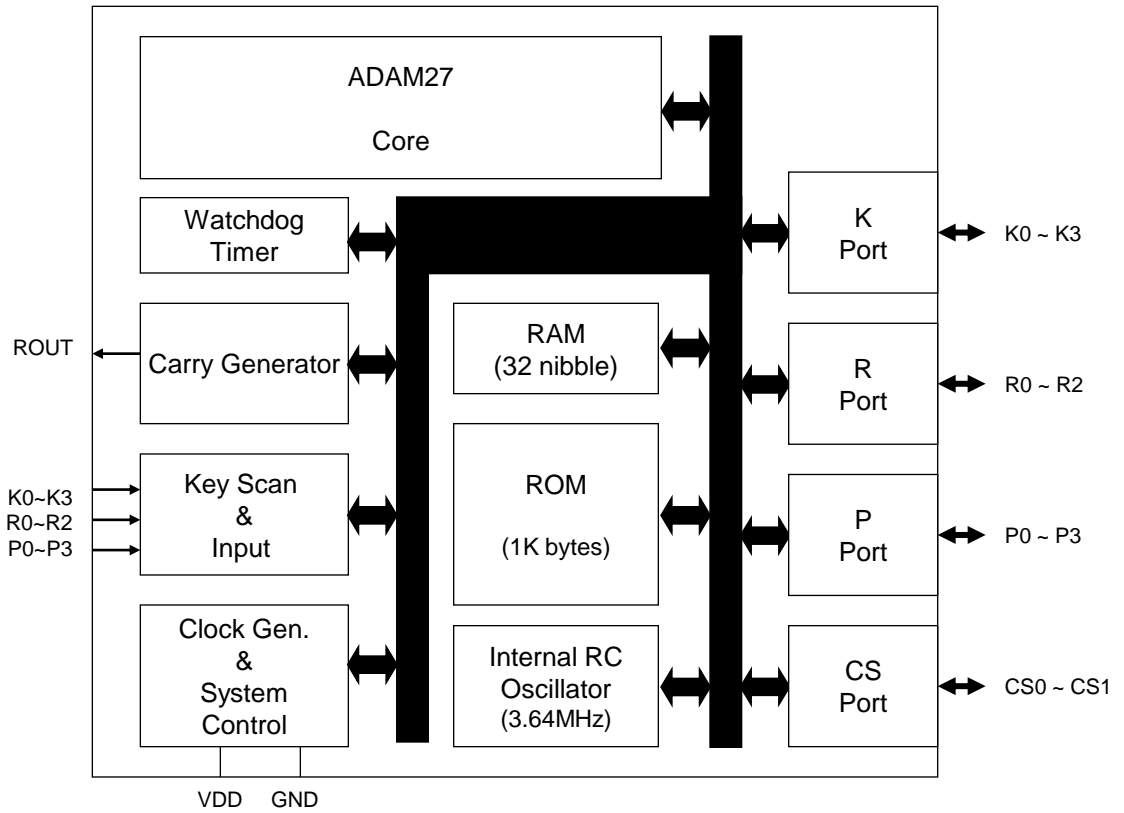 ADAM27
Core
Watchdog
Timer
K
Port
K0 ~ K3
ROUT
Carry Generator
RAM
(32 nibble)
R
Port
R0 ~ R2
K0~K3
R0~R2
P0~P3
Key Scan
&
Input
ROM
(1K bytes)
P
Port
P0 ~ P3
Clock Gen.
&
System
Control
Internal RC
Oscillator
(3.64MHz)
CS
Port
CS0 ~ CS1
VDD
GND